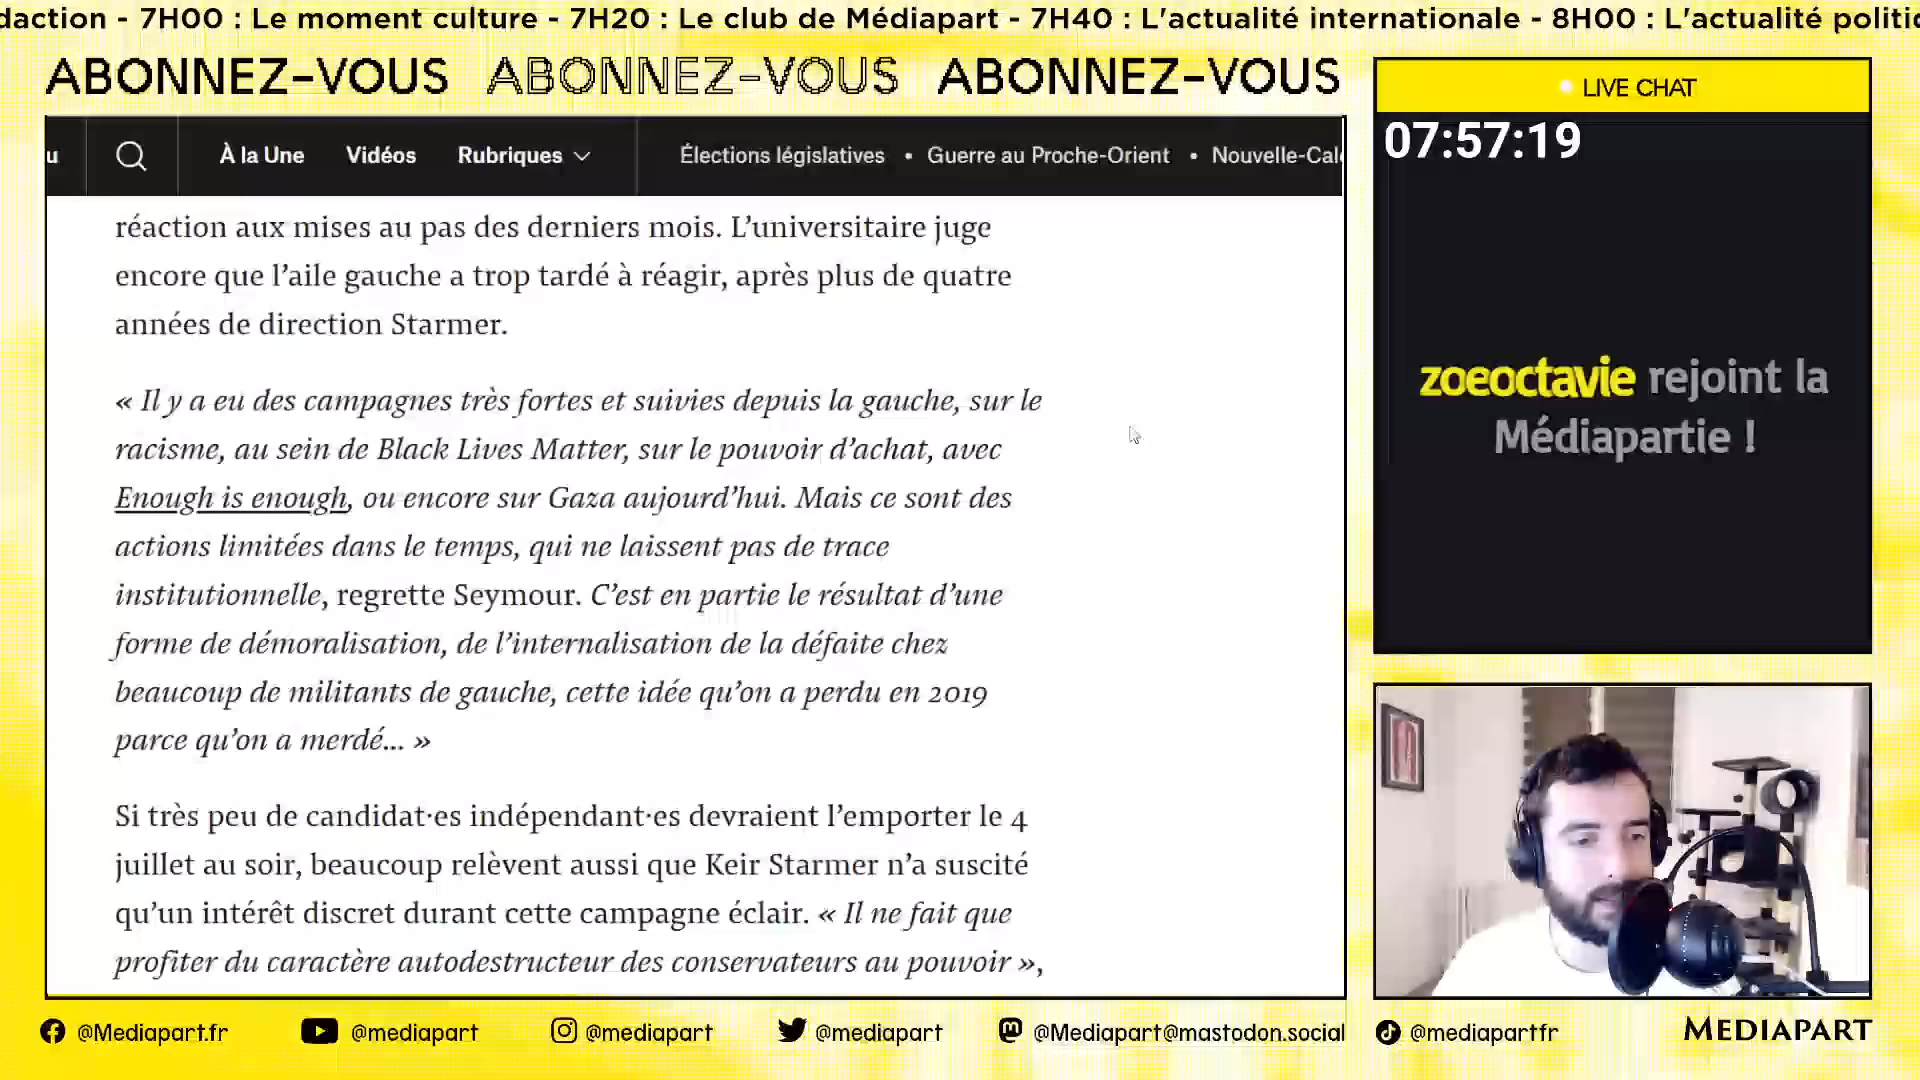 daction - 7H00 : Le moment culture - 7H20 : Le club de Médiapart - 7H40 : L'actualité internationale - 8H00 : L'actualité politi
ABONNEZ-VOUS ABONNEZ-VOUS ABONNEZ-VOUS
u À la Une Vidéos Rubriques Élections législatives • Guerre au Proche-Orient • Nouvelle-Cal
réaction aux mises au pas des derniers mois. L’universitaire juge
encore que l’aile gauche a trop tardé à réagir, après plus de quatre
années de direction Starmer.
« Il y a eu des campagnes très fortes et suivies depuis la gauche, sur le
racisme, au sein de Black Lives Matter, sur le pouvoir d’achat, avec
Enough is enough, ou encore sur Gaza aujourd’hui. Mais ce sont des
actions limitées dans le temps, qui ne laissent pas de trace
institutionnelle, regrette Seymour. C’est en partie le résultat d’une
forme de démoralisation, de l’internalisation de la défaite chez
beaucoup de militants de gauche, cette idée qu’on a perdu en 2019
parce qu’on a merdé... »
Si très peu de candidat·es indépendant·es devraient l’emporter le 4
juillet au soir, beaucoup relèvent aussi que Keir Starmer n’a suscité
qu’un intérêt discret durant cette campagne éclair. « Il ne fait que
profiter du caractère autodestructeur des conservateurs au pouvoir »,
LIVE CHAT
07:57:19
zoeoctavie rejoint la
Médiapartie !
@Mediapart.fr @mediapart @mediapart @mediapart @Mediapart@mastodon.social @mediapartfr MEDIAPART